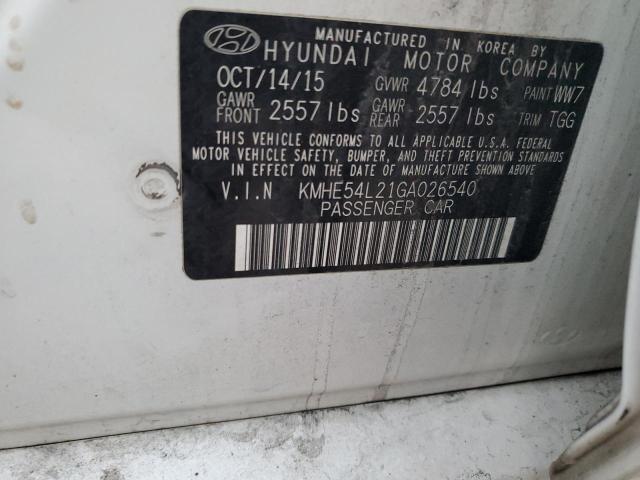 MANUFACTURED IN KOREA BY
HYUNDAI MOTOR COMPANY
OCT/14/15 GVWR 4784 lbs PAINT WW7
GAWR FRONT 2557 lbs GAWR REAR 2557 lbs TRIM TGG
THIS VEHICLE CONFORMS TO ALL APPLICABLE U.S.A. FEDERAL
MOTOR VEHICLE SAFETY, BUMPER, AND THEFT PREVENTION STANDARDS
IN EFFECT ON THE DATE OF MANUFACTURE SHOWN ABOVE.
V.I.N KMHE54L21GA026540
PASSENGER CAR